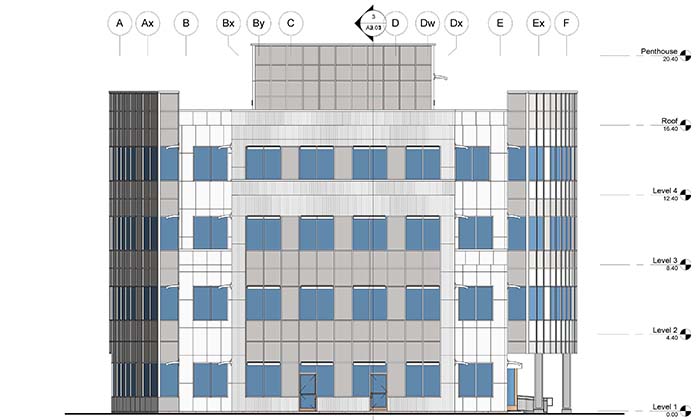 A
Ax
B
Bx
By
C
3
A3.03
D
Dw
Dx
E
Ex
F
Penthouse
20.40
Roof
16.40
Level 4
12.40
Level 3
8.40
Level 2
4.40
Level 1
0.00